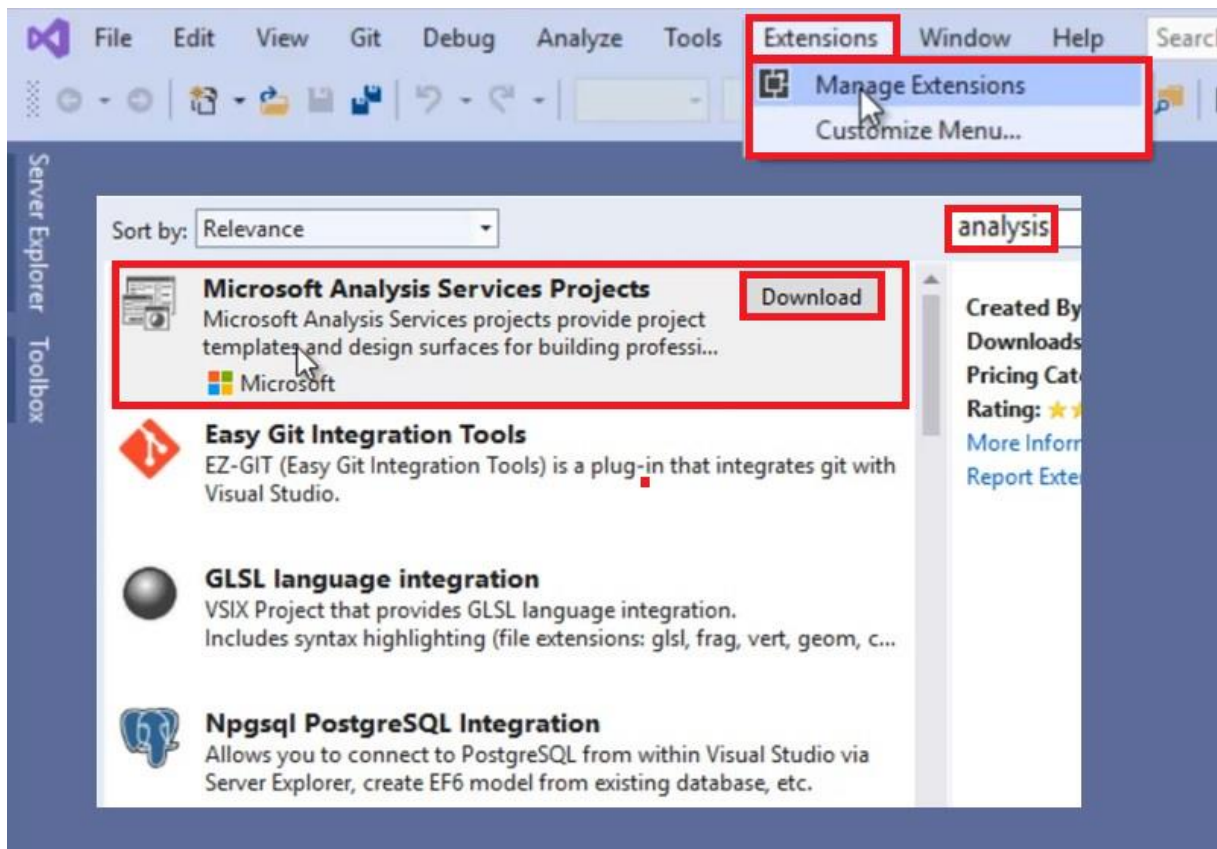 File Edit View Git Debug Analyze Tools Extensions Window Help Search
Manage Extensions
Customize Menu...
Server Explorer
Toolbox
Sort by: Relevance
analysis
Microsoft Analysis Services Projects
Download
Microsoft Analysis Services projects provide project
templates and design surfaces for building professi...
Microsoft
Easy Git Integration Tools
EZ-GIT (Easy Git Integration Tools) is a plug-in that integrates git with
Visual Studio.
GLSL language integration
VSIX Project that provides GLSL language integration.
Includes syntax highlighting (file extensions: glsl, frag, vert, geom, c...
Npgsql PostgreSQL Integration
Allows you to connect to PostgreSQL from within Visual Studio via
Server Explorer, create EF6 model from existing database, etc.
Created By
Downloads
Pricing Cat
Rating:
More Inform
Report Exte